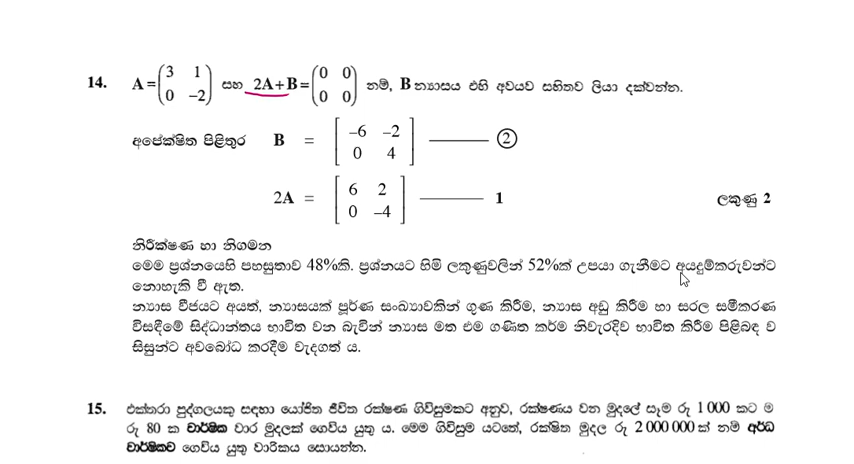 14. A = (3 1 0 –2) සහ 2A + B = (0 0 0 0) නම්, B න්‍යාසය එහි අවයව සහිතව ලියා දක්වන්න.
අපේක්ෂිත පිළිතුර B = [–6 –2 0 4] ——— ②
2A = [6 2 0 –4] ——— 1 ලකුණු 2
නිරීක්ෂණ හා නිගමන
මෙම ප්‍රශ්නයෙහි පහසුතාව 48%කි. ප්‍රශ්නයට හිමි ලකුණුවලින් 52%ක් උපයා ගැනීමට අයදුම්කරුවන්ට
නොහැකි වී ඇත.
න්‍යාස වීජයට අයත්, න්‍යාසයක් පූර්ණ සංඛ්‍යාවකින් ගුණ කිරීම, න්‍යාස අඩු කිරීම හා සරල සමීකරණ
විසඳීමේ සිද්ධාන්තය භාවිත වන බැවින් න්‍යාස මත එම ගණිත කර්ම නිවැරදිව භාවිත කිරීම පිළිබඳ ව
සිසුන්ට අවබෝධ කරදීම වැදගත් ය.
15. එක්තරා පුද්ගලයකු සඳහා යෝජිත ජීවිත රක්ෂණ ගිවිසුමකට අනුව, රක්ෂණය වන මුදලේ සෑම රු 1 000 කට ම
රු 80 ක වාර්ෂික වාර මුදලක් ගෙවිය යුතු ය. මෙම ගිවිසුම යටතේ, රක්ෂිත මුදල රු 2 000 000 ක් නම් අර්ධ
වාර්ෂිකව ගෙවිය යුතු වාරිකය සොයන්න.